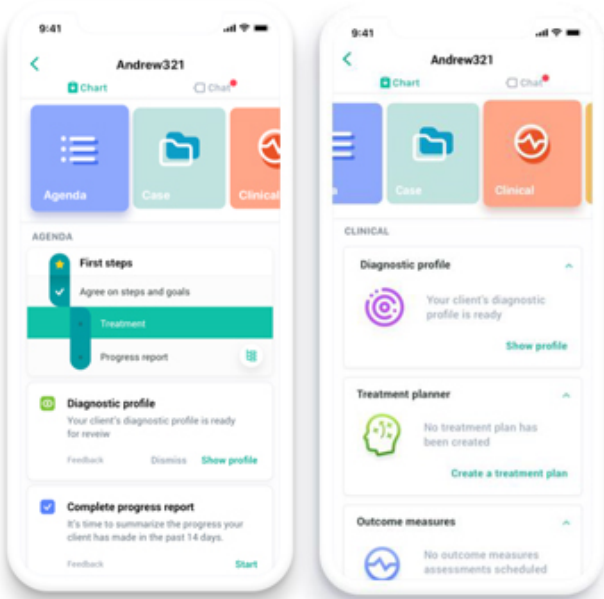 9:41
Andrew321
Chart
Chat
Agenda
Case
Clinical
AGENDA
First steps
Agree on steps and goals
Treatment
Progress report
Diagnostic profile
Your client's diagnostic profile is ready
for reveiw
Feedback Dismiss Show profile
Complete progress report
It's time to summarize the progress your
client has made in the past 14 days.
Feedback Start
9:41
Andrew321
Chart
Chat
a
Case
Clinical
CLINICAL
Diagnostic profile
Your client's diagnostic
profile is ready
Show profile
Treatment planner
No treatment plan has
been created
Create a treatment plan
Outcome measures
No outcome measures
assessments scheduled